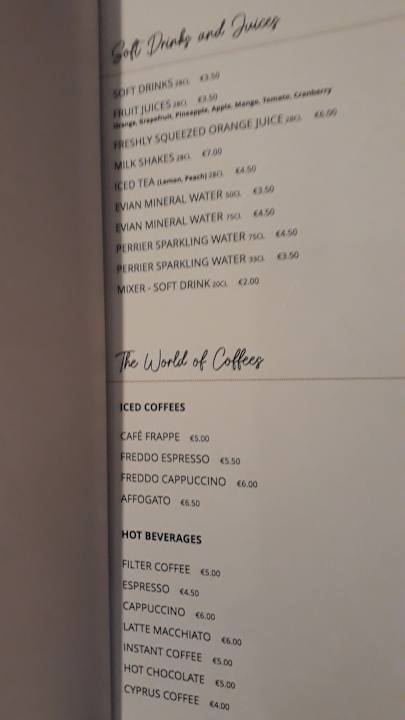 Soft Drinks and Juices
SOFT DRINKS 28CL €3.50
FRUIT JUICES 28CL €3.50
Orange, Grapefruit, Pineapple, Apple, Mango, Tomato, Cranberry
FRESHLY SQUEEZED ORANGE JUICE 28CL €6.00
MILK SHAKES 28CL €7.00
ICED TEA (Lemon, Peach) 28CL €4.50
EVIAN MINERAL WATER 50CL €3.50
EVIAN MINERAL WATER 75CL €4.50
PERRIER SPARKLING WATER 75CL €4.50
PERRIER SPARKLING WATER 33CL €3.50
MIXER - SOFT DRINK 20CL €2.00
The World of Coffees
ICED COFFEES
CAFÉ FRAPPE €5.00
FREDDO ESPRESSO €5.50
FREDDO CAPPUCCINO €6.00
AFFOGATO €6.50
HOT BEVERAGES
FILTER COFFEE €5.00
ESPRESSO €4.50
CAPPUCCINO €6.00
LATTE MACCHIATO €6.00
INSTANT COFFEE €5.00
HOT CHOCOLATE €5.00
CYPRUS COFFEE €4.00